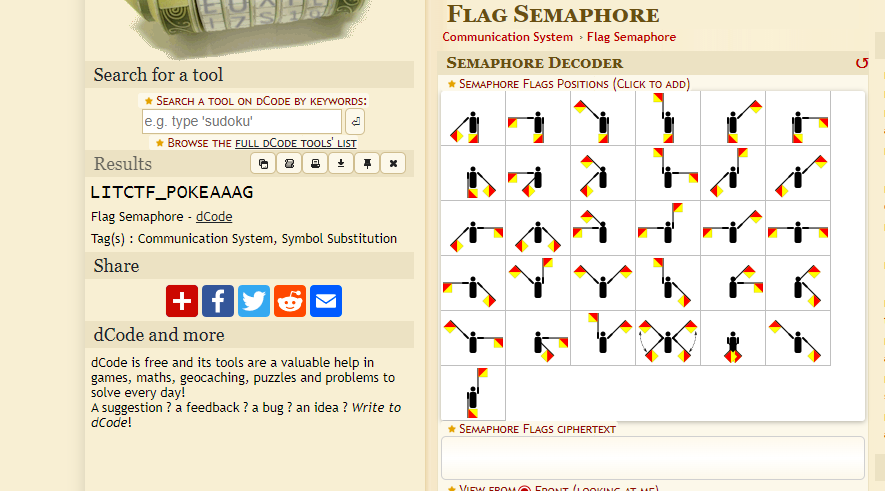 Search for a tool
★ SEARCH A TOOL ON DCODE BY KEYWORDS:
e.g. type 'sudoku'
★ BROWSE THE FULL DCODE TOOLS' LIST
Results
LITCTF_POKEAAAG
Flag Semaphore - dCode
Tag(s) : Communication System, Symbol Substitution
Share
dCode and more
dCode is free and its tools are a valuable help in
games, maths, geocaching, puzzles and problems to
solve every day!
A suggestion ? a feedback ? a bug ? an idea ? Write to
dCode!
FLAG SEMAPHORE
Communication System › Flag Semaphore
SEMAPHORE DECODER
★ SEMAPHORE FLAGS POSITIONS (CLICK TO ADD)
★ SEMAPHORE FLAGS CIPHERTEXT
★ VIEW FROM FRONT (LOOKING AT ME)